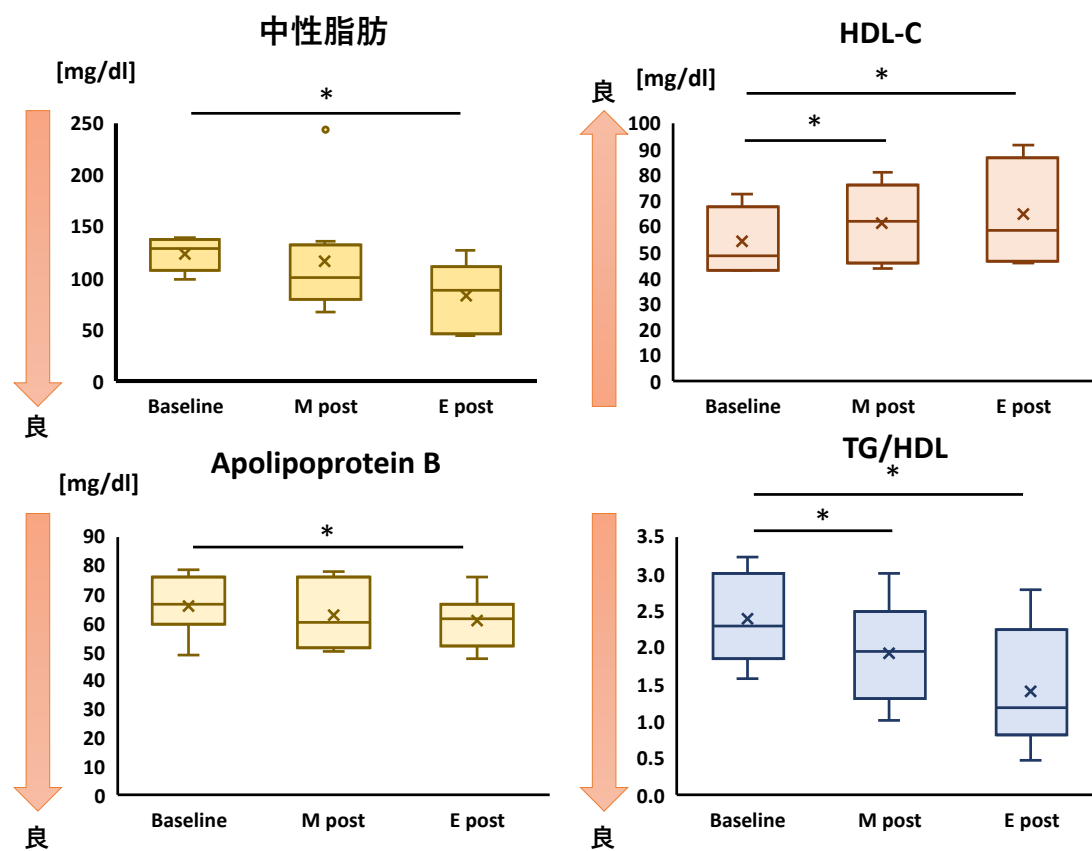 中性脂肪
[mg/dl]
*
250
200
150
100
50
0
Baseline M post E post
良
HDL-C
[mg/dl]
良
*
*
100
90
80
70
60
50
40
30
20
10
0
Baseline M post E post
Apolipoprotein B
[mg/dl]
*
90
80
70
60
50
40
30
20
10
0
Baseline M post E post
良
TG/HDL
*
*
3.5
3.0
2.5
2.0
1.5
1.0
0.5
0.0
Baseline M post E post
良